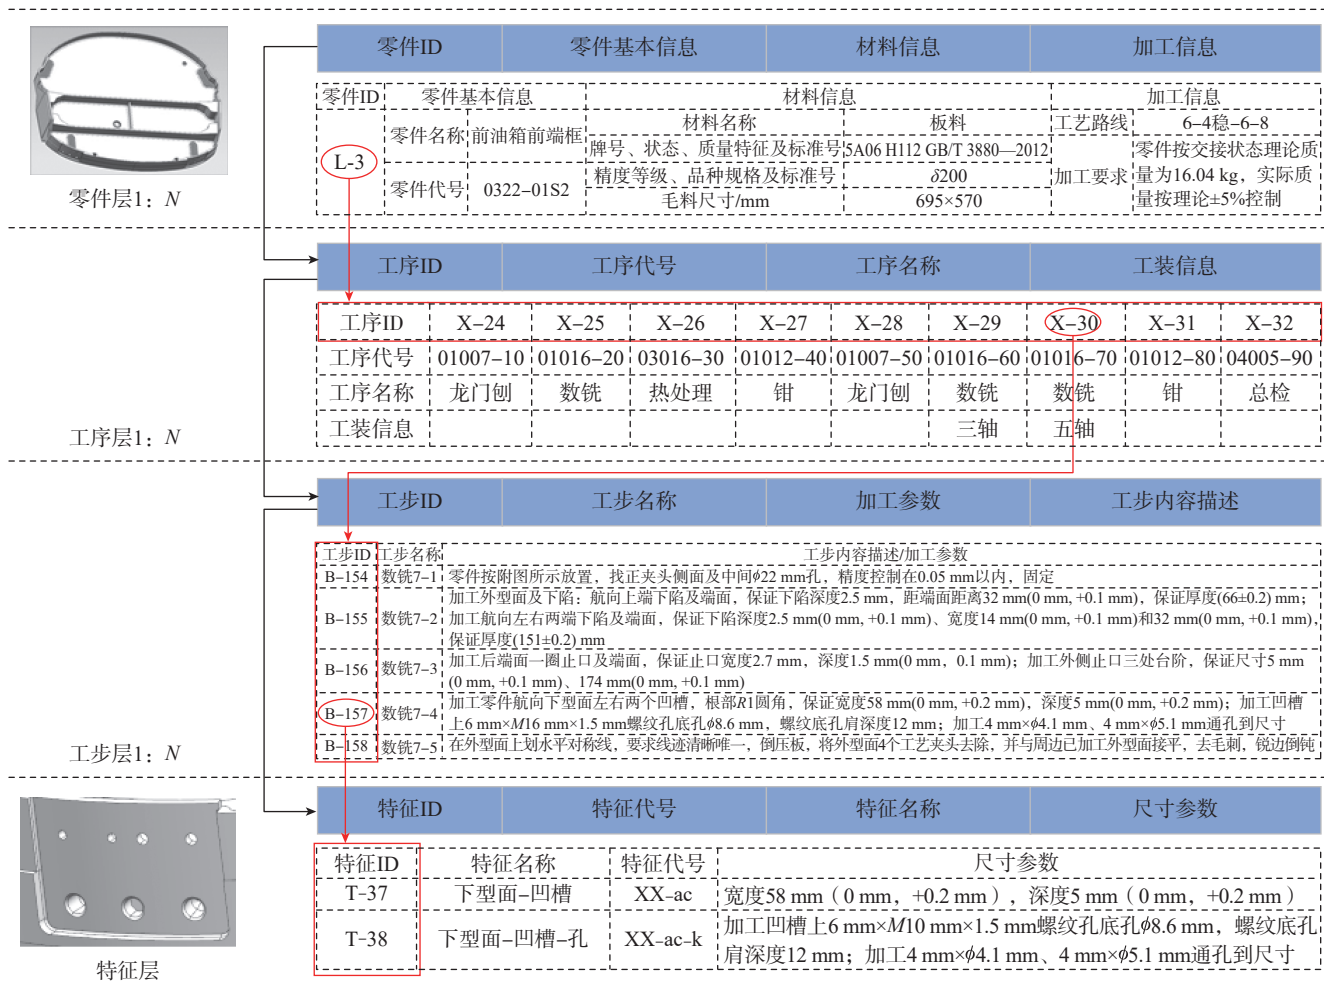 零件ID 零件基本信息 材料信息 加工信息
零件ID 零件基本信息 材料信息 加工信息
L-3 零件名称 前油箱前端框 材料名称 板料 工艺路线 6-4稳-6-8
牌号、状态、质量特征及标准号 5A06 H112 GB/T 3880—2012
零件代号 0322-01S2 精度等级、品种规格及标准号 δ200
毛料尺寸/mm 695×570
加工要求 零件按交接状态理论质
量为16.04 kg，实际质
量按理论±5%控制
零件层1：N
工序ID 工序代号 工序名称 工装信息
工序ID X-24 X-25 X-26 X-27 X-28 X-29 X-30 X-31 X-32
工序代号 01007-10 01016-20 03016-30 01012-40 01007-50 01016-60 01016-70 01012-80 04005-90
工序名称 龙门刨 数铣 热处理 钳 龙门刨 数铣 数铣 钳 总检
工装信息 三轴 五轴
工序层1：N
工步ID 工步名称 加工参数 工步内容描述
工步ID 工步名称 工步内容描述/加工参数
B-154 数铣7-1 零件按附图所示放置，找正夹头侧面及中间ϕ22 mm孔，精度控制在0.05 mm以内，固定
B-155 数铣7-2 加工外型面及下陷：航向上端下陷及端面，保证下陷深度2.5 mm，距端面距离32 mm(0 mm, +0.1 mm)，保证厚度(66±0.2) mm；
加工航向左右两端下陷及端面，保证下陷深度2.5 mm(0 mm, +0.1 mm)、宽度14 mm(0 mm, +0.1 mm)和32 mm(0 mm, +0.1 mm)，
保证厚度(151±0.2) mm
B-156 数铣7-3 加工后端面一圈止口及端面，保证止口宽度2.7 mm，深度1.5 mm(0 mm，0.1 mm)；加工外侧止口三处台阶，保证尺寸5 mm
(0 mm, +0.1 mm)、174 mm(0 mm, +0.1 mm)
B-157 数铣7-4 加工零件航向下型面左右两个凹槽，根部R1圆角，保证宽度58 mm(0 mm, +0.2 mm)，深度5 mm(0 mm, +0.2 mm)；加工凹槽
上6 mm×M16 mm×1.5 mm螺纹孔底孔ϕ8.6 mm，螺纹底孔肩深度12 mm；加工4 mm×ϕ4.1 mm、4 mm×ϕ5.1 mm通孔到尺寸
B-158 数铣7-5 在外型面上划水平对称线，要求线迹清晰唯一，倒压板，将外型面4个工艺夹头去除，并与周边已加工外型面接平，去毛刺，锐边倒钝
工步层1：N
特征ID 特征代号 特征名称 尺寸参数
特征ID 特征名称 特征代号 尺寸参数
T-37 下型面-凹槽 XX-ac 宽度58 mm（0 mm，+0.2 mm），深度5 mm（0 mm，+0.2 mm）
T-38 下型面-凹槽-孔 XX-ac-k 加工凹槽上6 mm×M10 mm×1.5 mm螺纹孔底孔ϕ8.6 mm，螺纹底孔
肩深度12 mm；加工4 mm×ϕ4.1 mm、4 mm×ϕ5.1 mm通孔到尺寸
特征层